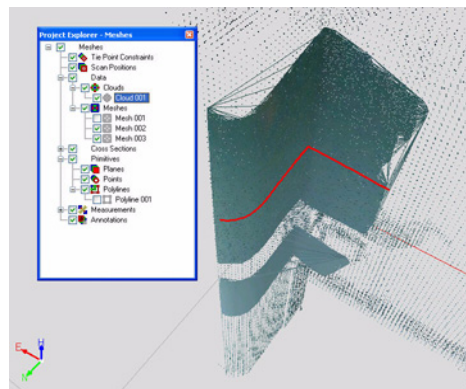 Project Explorer - Meshes
Meshes
Tie Point Constraints
Scan Positions
Data
Clouds
Cloud 001
Meshes
Mesh 001
Mesh 002
Mesh 003
Cross Sections
Primitives
Planes
Points
Polylines
Polyline 001
Measurements
Annotations
E
H
N